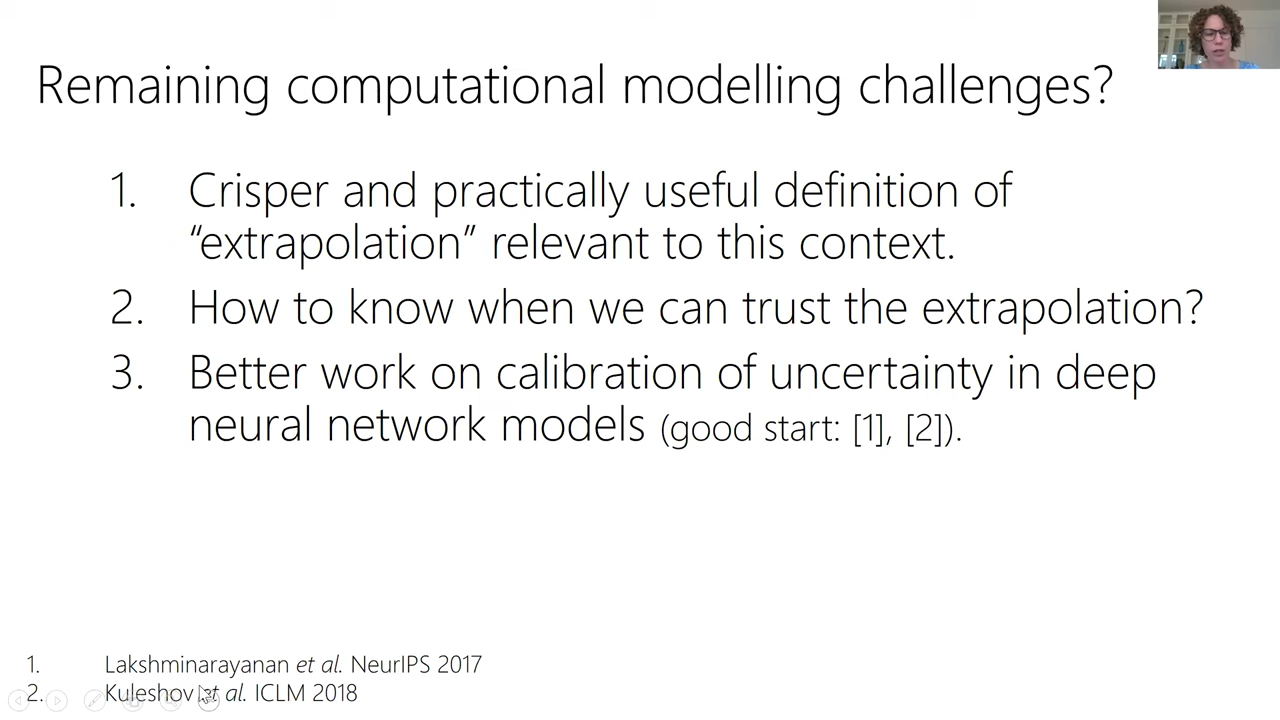 Remaining computational modelling challenges?
1. Crisper and practically useful definition of
“extrapolation” relevant to this context.
2. How to know when we can trust the extrapolation?
3. Better work on calibration of uncertainty in deep
neural network models (good start: [1], [2]).
1. Lakshminarayanan et al. NeurIPS 2017
2. Kuleshov et al. ICLM 2018